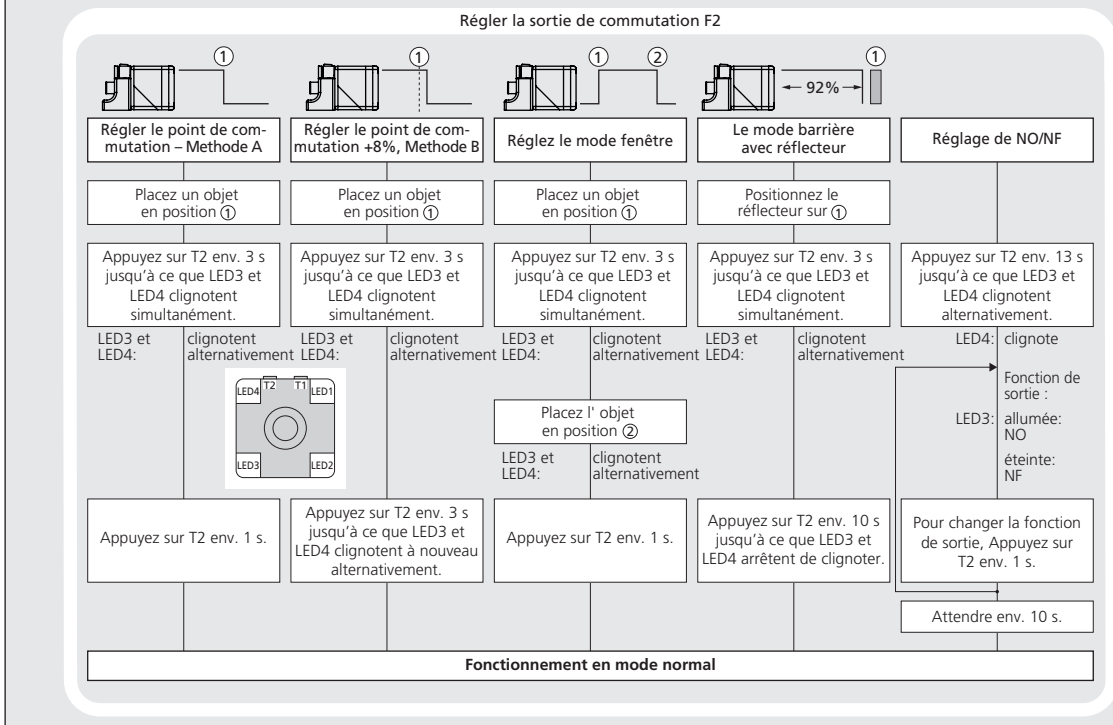 Régler la sortie de commutation F2
①
①
①
②
①
92%
Régler le point de com-
mutation – Methode A
Régler le point de com-
mutation +8%, Methode B
Réglez le mode fenêtre
Le mode barrière
avec réflecteur
Réglage de NO/NF
Placez un objet
en position ①
Placez un objet
en position ①
Placez un objet
en position ①
Positionnez le
réflecteur sur ①
Appuyez sur T2 env. 3 s
jusqu'à ce que LED3 et
LED4 clignotent
simultanément.
Appuyez sur T2 env. 3 s
jusqu'à ce que LED3 et
LED4 clignotent
simultanément.
Appuyez sur T2 env. 3 s
jusqu'à ce que LED3 et
LED4 clignotent
simultanément.
Appuyez sur T2 env. 3 s
jusqu'à ce que LED3 et
LED4 clignotent
simultanément.
Appuyez sur T2 env. 13 s
jusqu'à ce que LED3 et
LED4 clignotent
alternativement.
LED3 et
LED4:
clignotent
alternativement
LED3 et
LED4:
clignotent
alternativement
LED3 et
LED4:
clignotent
alternativement
LED3 et
LED4:
clignotent
alternativement
LED4: clignote
Fonction de
sortie :
LED3: allumée:
NO
éteinte:
NF
LED4
T2
T1
LED1
LED3
LED2
Placez l' objet
en position ②
LED3 et
LED4:
clignotent
alternativement
Appuyez sur T2 env. 1 s.
Appuyez sur T2 env. 3 s
jusqu'à ce que LED3 et
LED4 clignotent à nouveau
alternativement.
Appuyez sur T2 env. 1 s.
Appuyez sur T2 env. 10 s
jusqu'à ce que LED3 et
LED4 arrêtent de clignoter.
Pour changer la fonction
de sortie, Appuyez sur
T2 env. 1 s.
Attendre env. 10 s.
Fonctionnement en mode normal